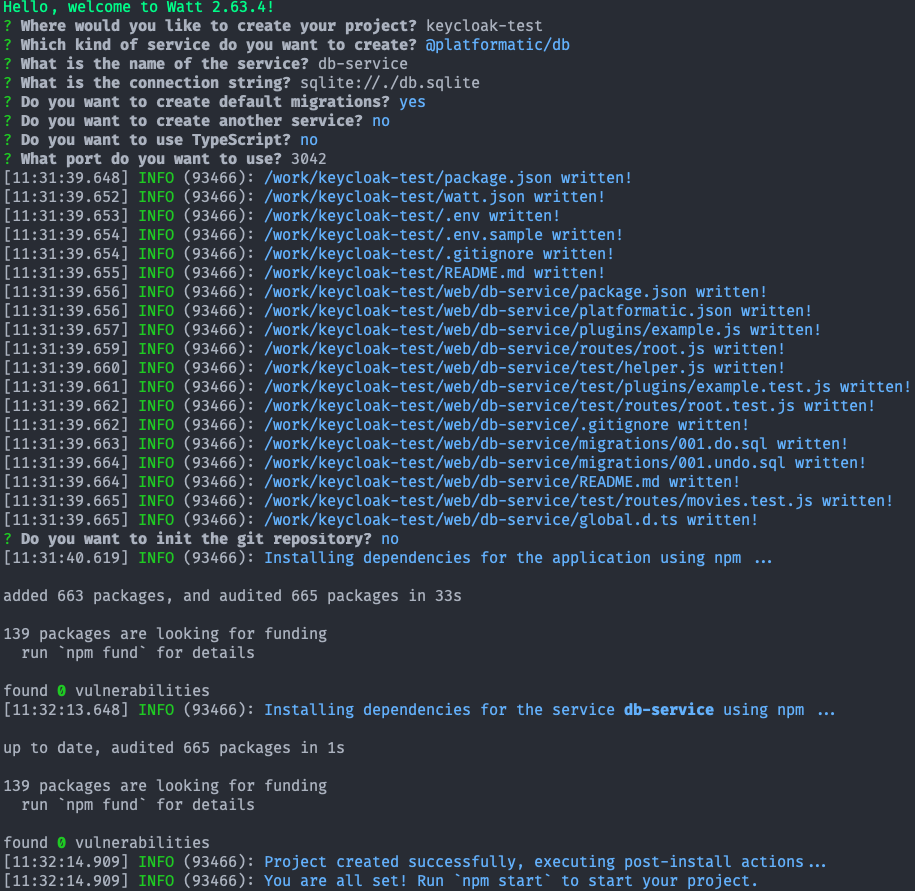 Hello, welcome to Watt 2.63.4!
? Where would you like to create your project? keycloak-test
? Which kind of service do you want to create? @platformatic/db
? What is the name of the service? db-service
? What is the connection string? sqlite://./db.sqlite
? Do you want to create default migrations? yes
? Do you want to create another service? no
? Do you want to use TypeScript? no
? What port do you want to use? 3042
[11:31:39.648] INFO (93466): /work/keycloak-test/package.json written!
[11:31:39.652] INFO (93466): /work/keycloak-test/watt.json written!
[11:31:39.653] INFO (93466): /work/keycloak-test/.env written!
[11:31:39.654] INFO (93466): /work/keycloak-test/.env.sample written!
[11:31:39.654] INFO (93466): /work/keycloak-test/.gitignore written!
[11:31:39.655] INFO (93466): /work/keycloak-test/README.md written!
[11:31:39.656] INFO (93466): /work/keycloak-test/web/db-service/package.json written!
[11:31:39.656] INFO (93466): /work/keycloak-test/web/db-service/platformatic.json written!
[11:31:39.657] INFO (93466): /work/keycloak-test/web/db-service/plugins/example.js written!
[11:31:39.659] INFO (93466): /work/keycloak-test/web/db-service/routes/root.js written!
[11:31:39.660] INFO (93466): /work/keycloak-test/web/db-service/test/helper.js written!
[11:31:39.661] INFO (93466): /work/keycloak-test/web/db-service/test/plugins/example.test.js written!
[11:31:39.662] INFO (93466): /work/keycloak-test/web/db-service/test/routes/root.test.js written!
[11:31:39.662] INFO (93466): /work/keycloak-test/web/db-service/.gitignore written!
[11:31:39.663] INFO (93466): /work/keycloak-test/web/db-service/migrations/001.do.sql written!
[11:31:39.664] INFO (93466): /work/keycloak-test/web/db-service/migrations/001.undo.sql written!
[11:31:39.664] INFO (93466): /work/keycloak-test/web/db-service/README.md written!
[11:31:39.665] INFO (93466): /work/keycloak-test/web/db-service/test/routes/movies.test.js written!
[11:31:39.665] INFO (93466): /work/keycloak-test/web/db-service/global.d.ts written!
? Do you want to init the git repository? no
[11:31:40.619] INFO (93466): Installing dependencies for the application using npm ...
added 663 packages, and audited 665 packages in 33s
139 packages are looking for funding
run `npm fund` for details
found 0 vulnerabilities
[11:32:13.648] INFO (93466): Installing dependencies for the service db-service using npm ...
up to date, audited 665 packages in 1s
139 packages are looking for funding
run `npm fund` for details
found 0 vulnerabilities
[11:32:14.909] INFO (93466): Project created successfully, executing post-install actions...
[11:32:14.909] INFO (93466): You are all set! Run `npm start` to start your project.